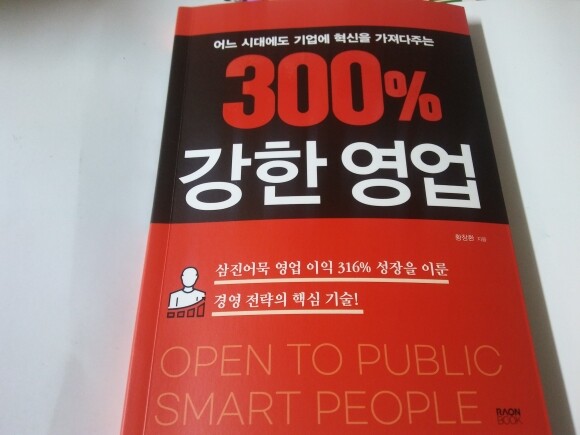 어느 시대에도 기업에 혁신을 가져다주는
300%
강한 영업
황창환 지음
삼진어묵 영업 이익 316% 성장을 이룬
경영 전략의 핵심 기술!
OPEN TO PUBLIC
SMART PEOPLE
RAON
BOOK